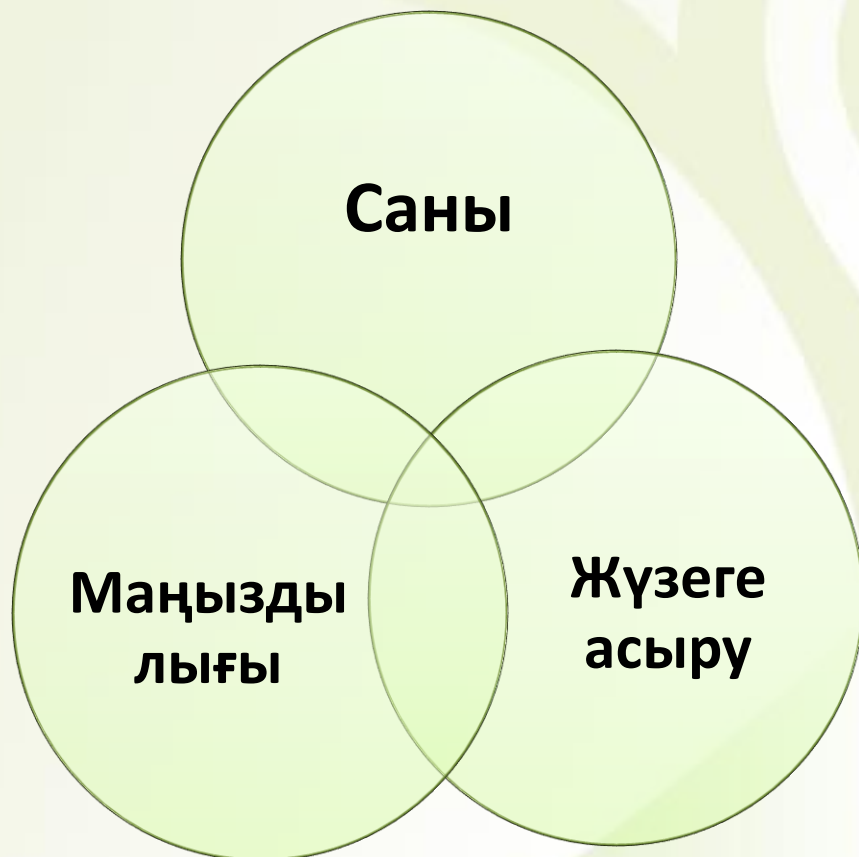 Саны
Маңызды
лығы
Жүзеге
асыру